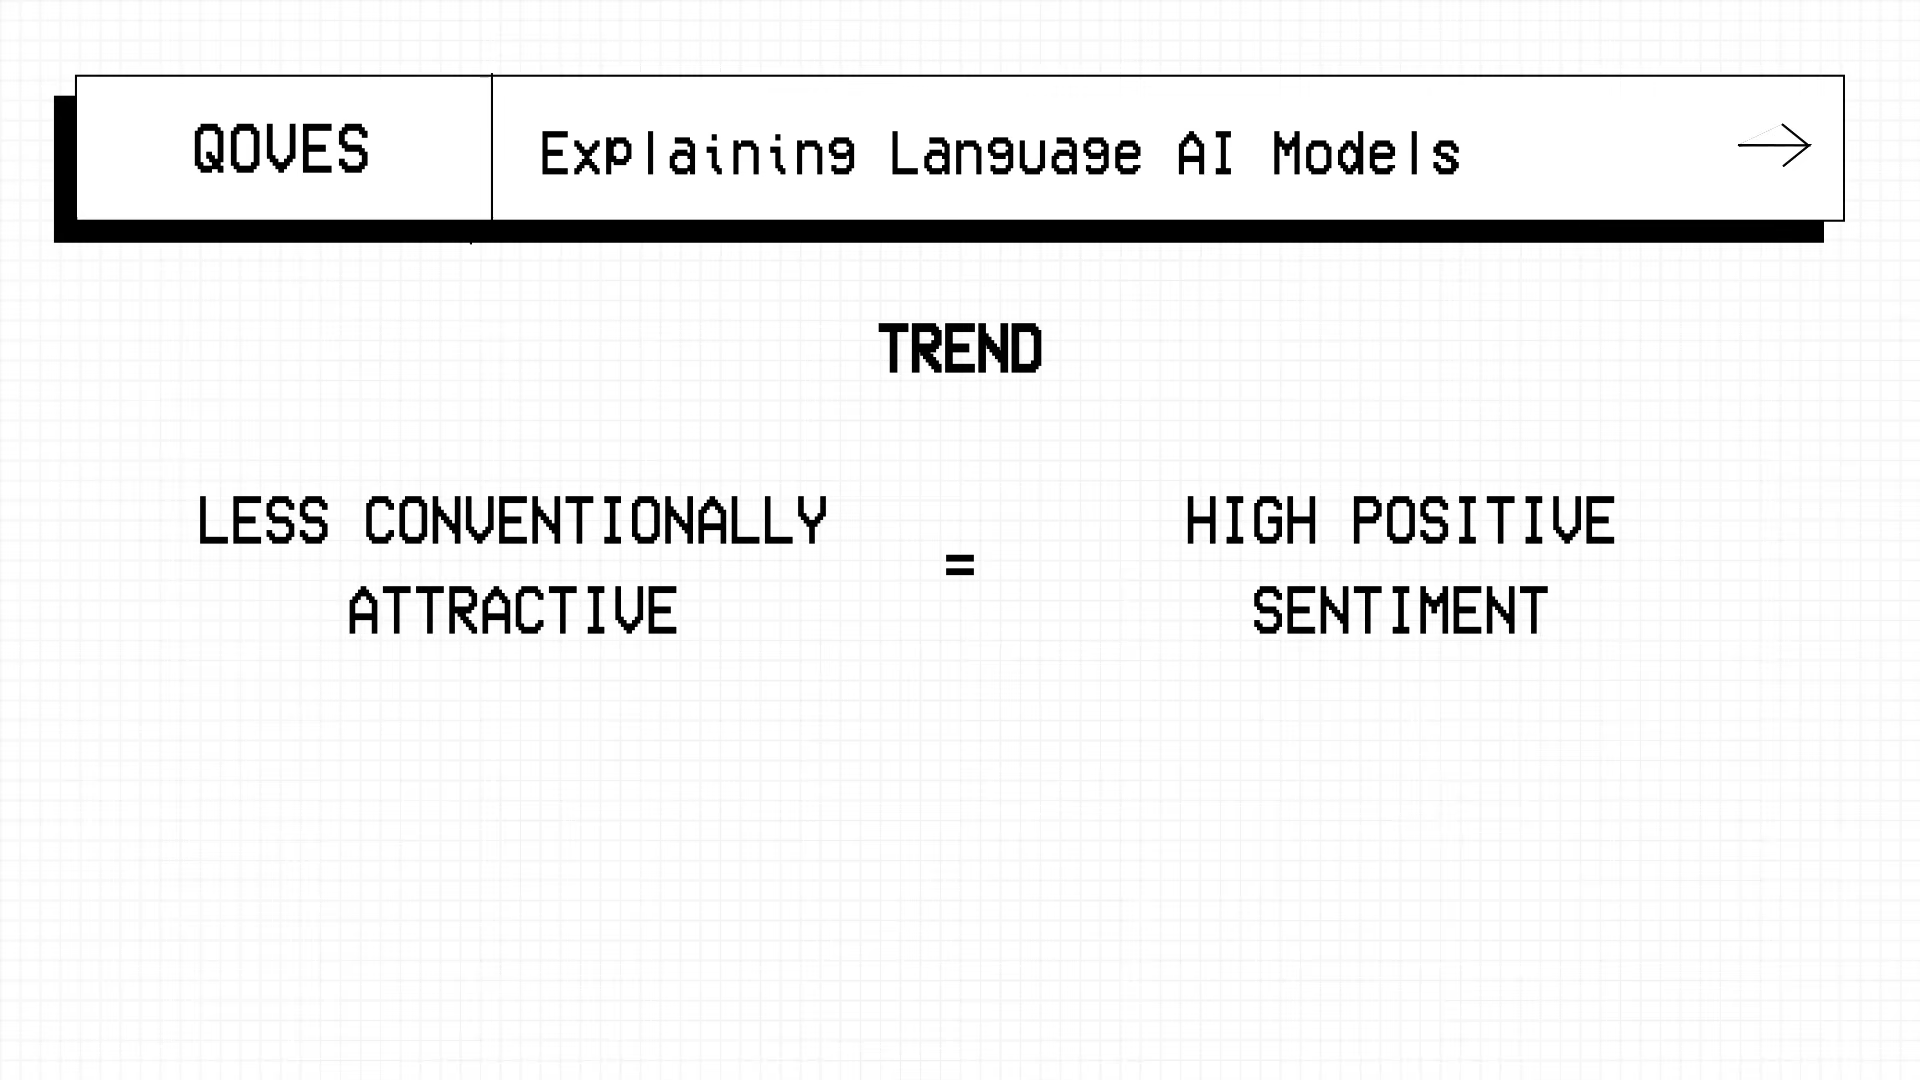 QOVES
Explaining Language AI Models
TREND
LESS CONVENTIONALLY
ATTRACTIVE
=
HIGH POSITIVE
SENTIMENT